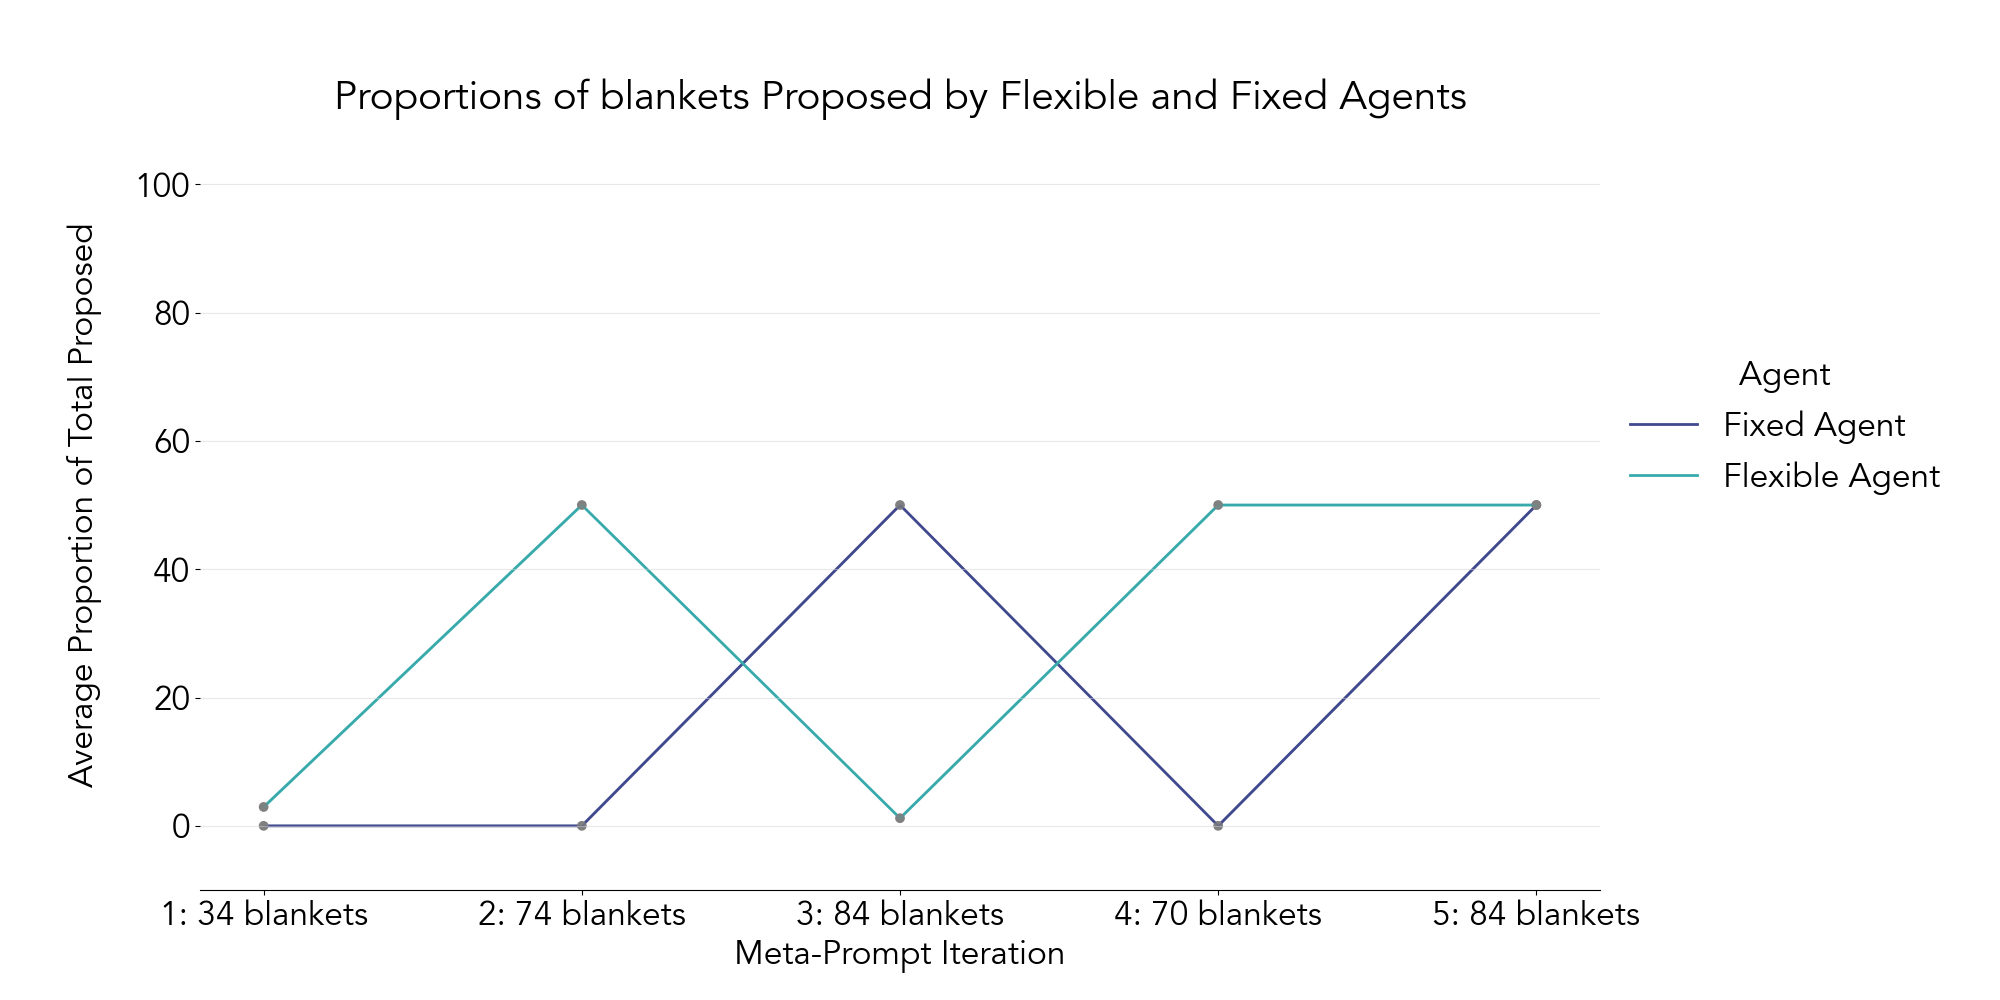 Proportions of blankets Proposed by Flexible and Fixed Agents
Average Proportion of Total Proposed
100
80
60
40
20
0
1: 34 blankets
2: 74 blankets
3: 84 blankets
4: 70 blankets
5: 84 blankets
Meta-Prompt Iteration
Agent
Fixed Agent
Flexible Agent